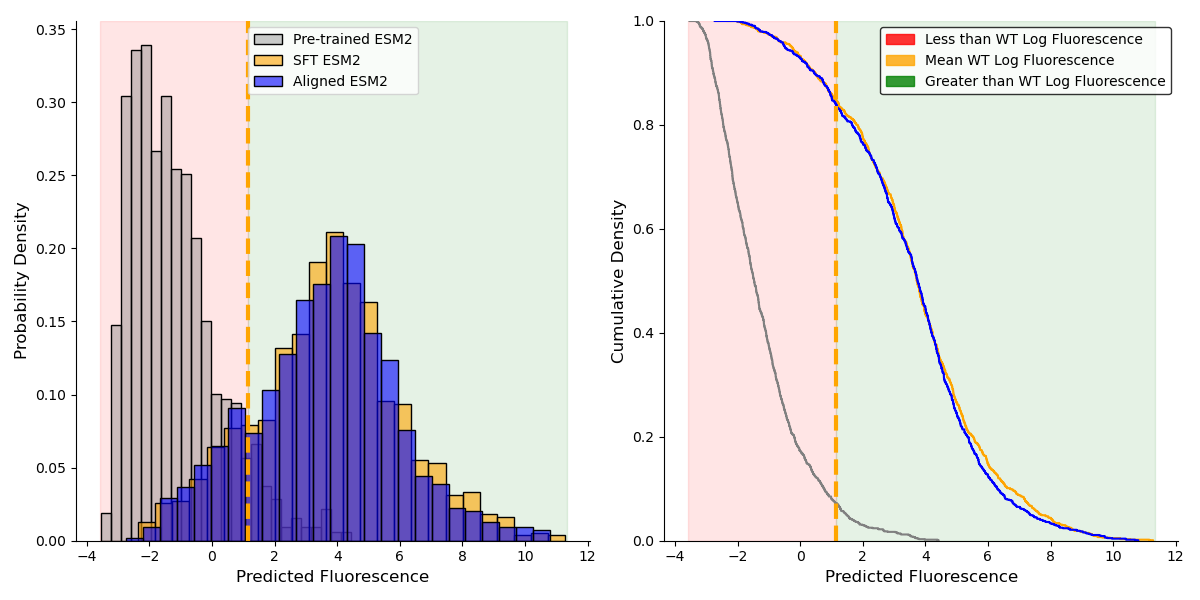 Probability Density
0.35
0.30
0.25
0.20
0.15
0.10
0.05
0.00
Pre-trained ESM2
SFT ESM2
Aligned ESM2
−4 −2 0 2 4 6 8 10 12
Predicted Fluorescence
Cumulative Density
1.0
0.8
0.6
0.4
0.2
0.0
Less than WT Log Fluorescence
Mean WT Log Fluorescence
Greater than WT Log Fluorescence
−4 −2 0 2 4 6 8 10 12
Predicted Fluorescence